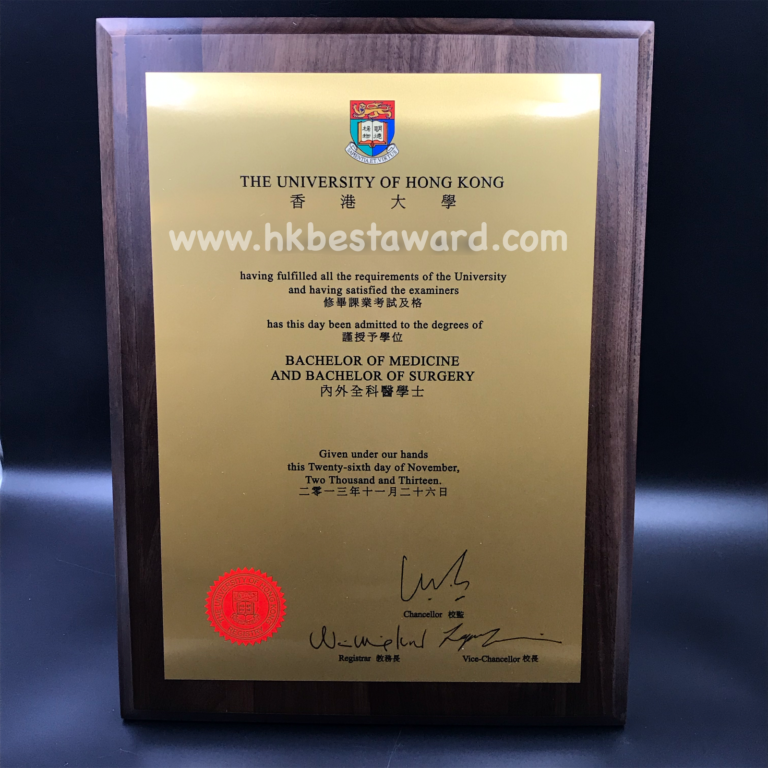 THE UNIVERSITY OF HONG KONG
香港大學
www.hkbestaward.com
having fulfilled all the requirements of the University
and having satisfied the examiners
修畢課業考試及格
has this day been admitted to the degrees of
謹授予學位
BACHELOR OF MEDICINE
AND BACHELOR OF SURGERY
內外全科醫學士
Given under our hands
this Twenty-sixth day of November,
Two Thousand and Thirteen.
二零一三年十一月二十六日
Chancellor 校監
Registrar 教務長
Vice-Chancellor 校長